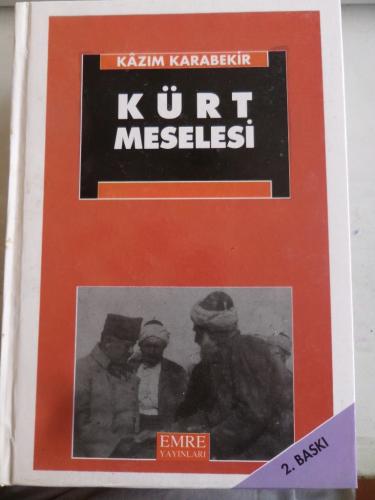 KÂZIM KARABEKİR
KÜRT
MESELESİ
EMRE
YAYINLARI
2. BASKI